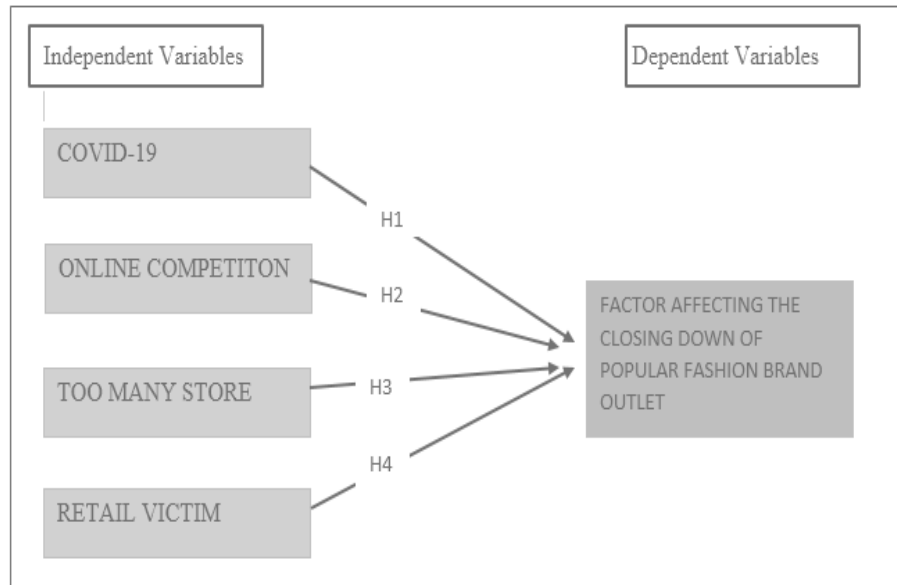 Independent Variables
Dependent Variables
COVID-19
H1
ONLINE COMPETITON
H2
FACTOR AFFECTING THE
CLOSING DOWN OF
POPULAR FASHION BRAND
OUTLET
TOO MANY STORE
H3
H4
RETAIL VICTIM